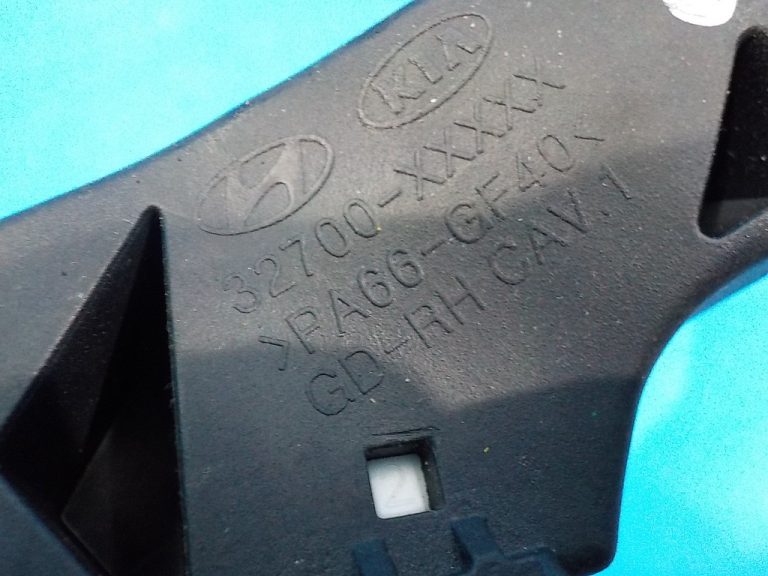 KIA
32700-XXXXX
>PA66-GF40<
GD-RH CAV.1
2